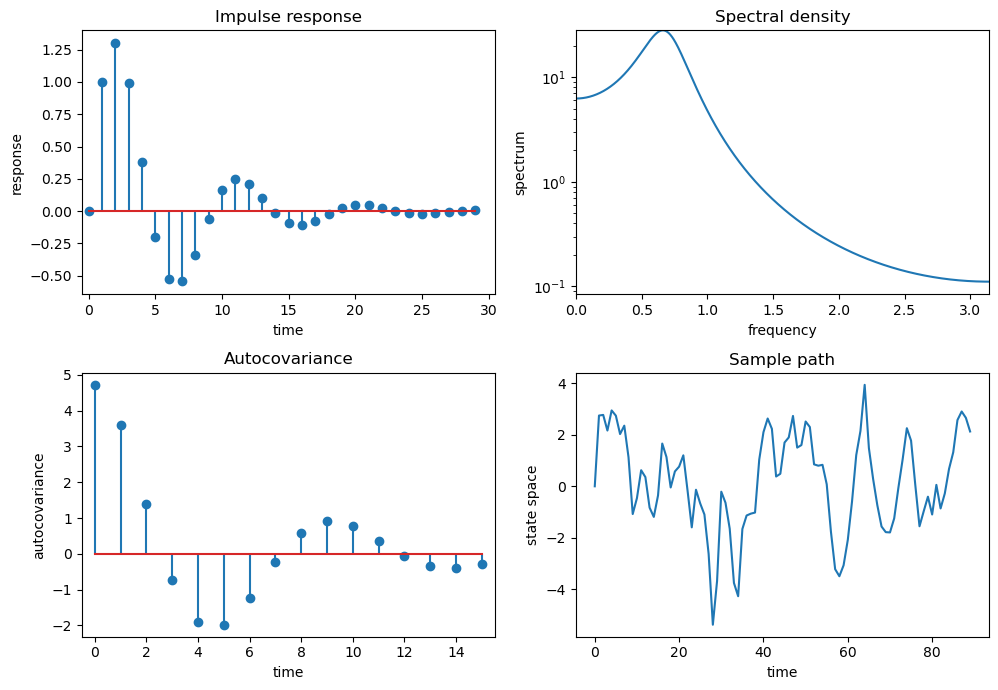 Impulse response
1.25
1.00
0.75
0.50
0.25
0.00
−0.25
−0.50
0 5 10 15 20 25 30
response
time
Spectral density
10¹
10⁰
10⁻¹
0.0 0.5 1.0 1.5 2.0 2.5 3.0
spectrum
frequency
Autocovariance
5
4
3
2
1
0
−1
−2
0 2 4 6 8 10 12 14
autocovariance
time
Sample path
4
2
0
−2
−4
0 20 40 60 80
state space
time